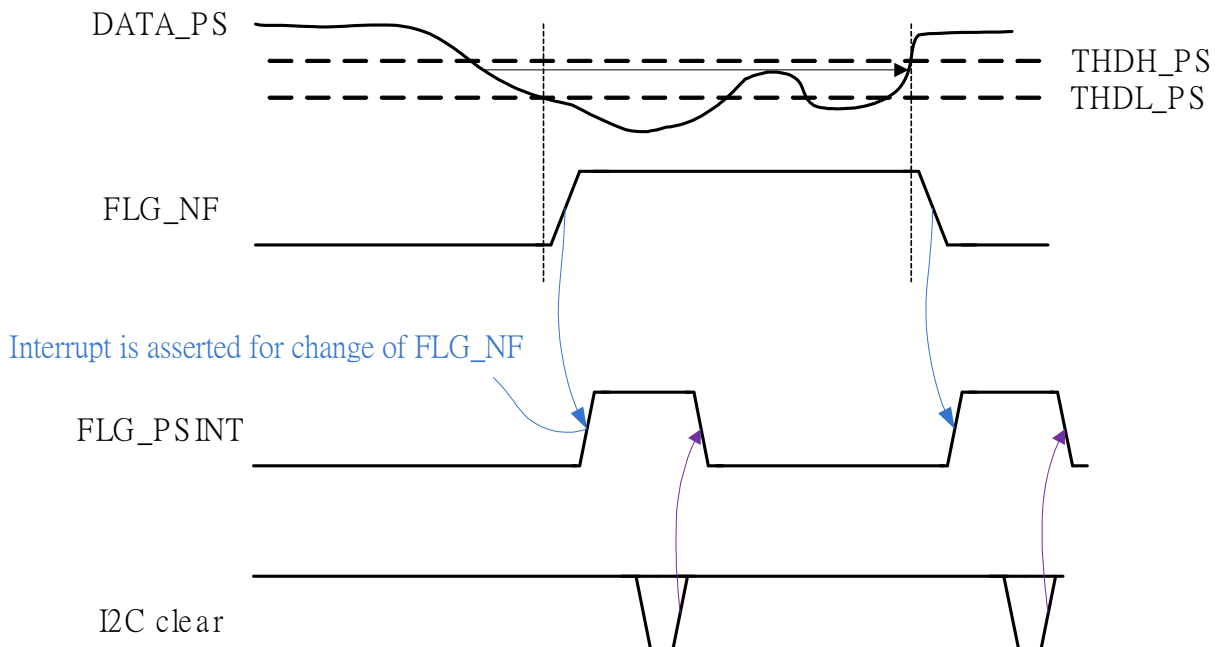 DATA_PS
THDH_PS
THDL_PS
FLG_NF
Interrupt is asserted for change of FLG_NF
FLG_PSINT
I2C clear